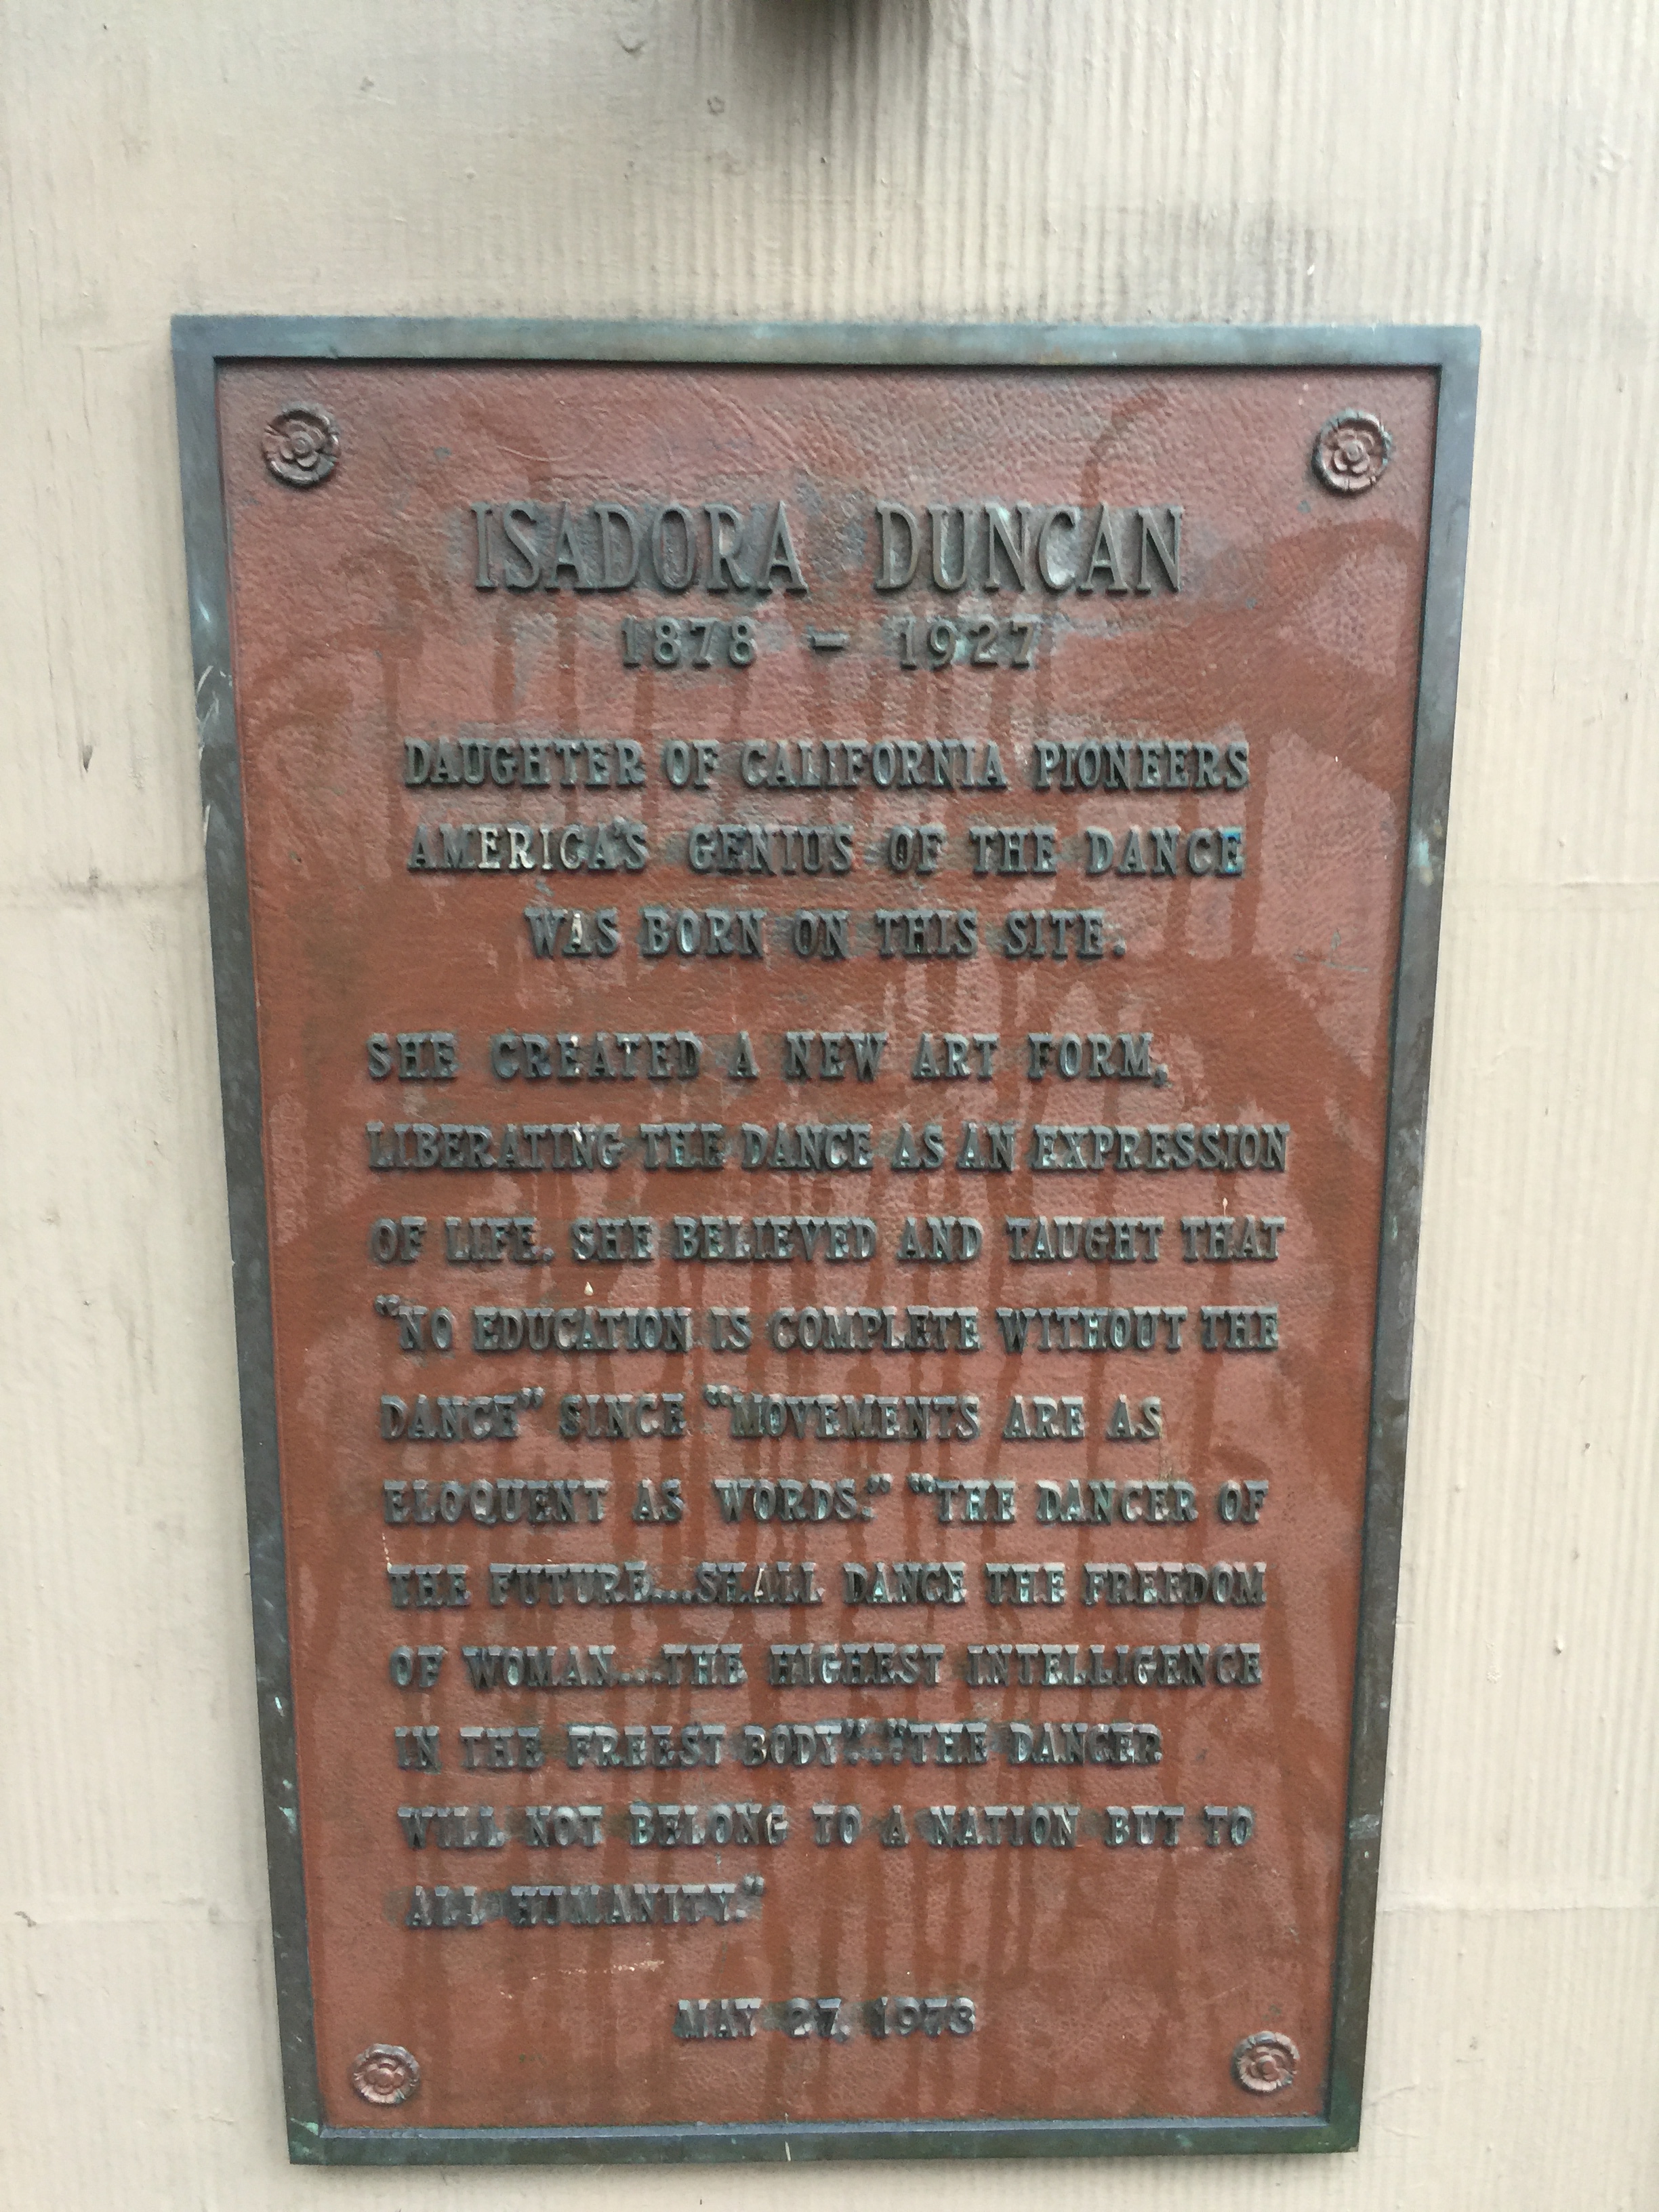 ISADORA DUNCAN
1878 – 1927
DAUGHTER OF CALIFORNIA PIONEERS
AMERICA'S GENIUS OF THE DANCE
WAS BORN ON THIS SITE.
SHE CREATED A NEW ART FORM,
LIBERATING THE DANCE AS AN EXPRESSION
OF LIFE. SHE BELIEVED AND TAUGHT THAT
"NO EDUCATION IS COMPLETE WITHOUT THE
DANCE" SINCE "MOVEMENTS ARE AS
ELOQUENT AS WORDS." "THE DANCER OF
THE FUTURE...SHALL DANCE THE FREEDOM
OF WOMAN...THE HIGHEST INTELLIGENCE
IN THE FREEST BODY"..."THE DANCER
WILL NOT BELONG TO A NATION BUT TO
ALL HUMANITY."
MAY 27, 1973